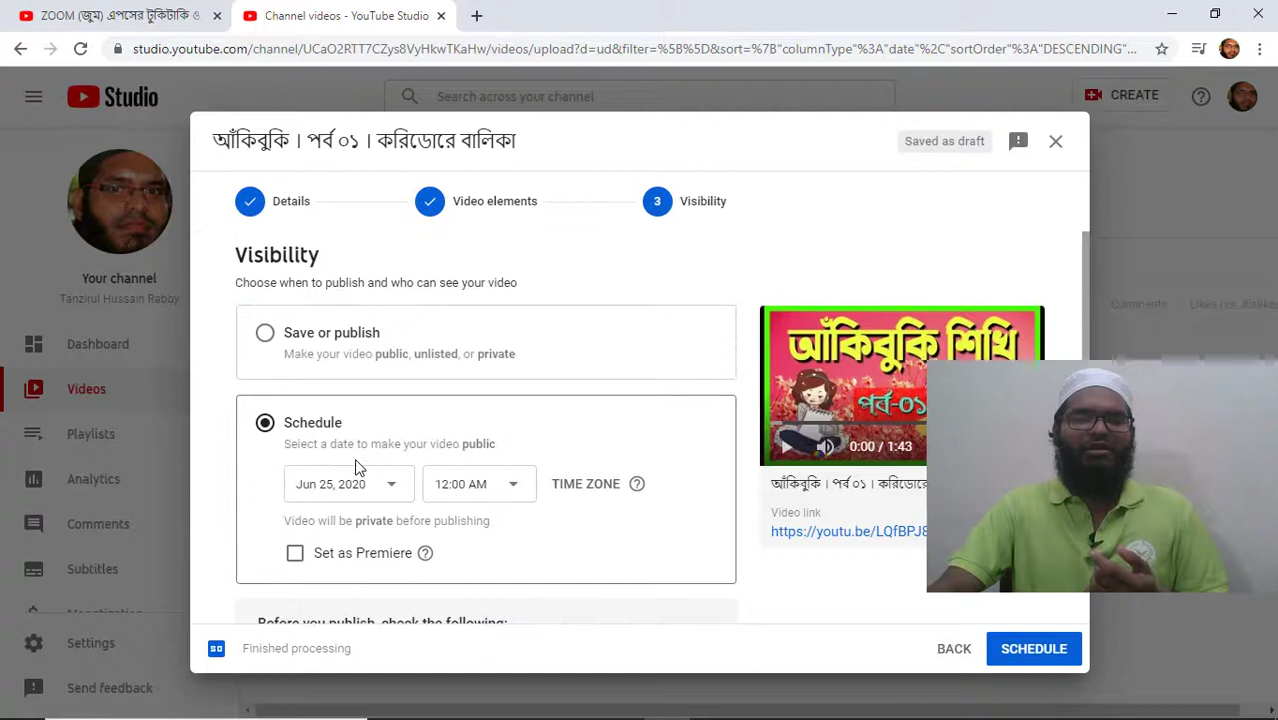 ZOOM (জুম) এপসের টুকিটাকি ও
Channel videos - YouTube Studio
studio.youtube.com/channel/UCaO2RTT7CZys8VyHkwTKaHw/videos/upload?d=ud&filter=%5B%5D&sort=%7B"columnType"%3A"date"%2C"sortOrder"%3A"DESCENDING"...
Studio
Search across your channel
CREATE
আঁকিবুকি । পর্ব ০১ । করিডোরে বালিকা
Saved as draft
Details
Video elements
3
Visibility
Your channel
Tanzirul Hussain Rabby
Dashboard
Videos
Playlists
Analytics
Comments
Subtitles
Settings
Send feedback
Visibility
Choose when to publish and who can see your video
Save or publish
Make your video public, unlisted, or private
Schedule
Select a date to make your video public
Jun 25, 2020
12:00 AM
TIME ZONE
Video will be private before publishing
Set as Premiere
Before you publish, check the following:
আঁকিবুকি শিখি
পর্ব-০১
0:00 / 1:43
আঁকিবুকি । পর্ব ০১ । করিডোরে
Video link
https://youtu.be/LQfBPJ8
Comments
SD
Finished processing
BACK
SCHEDULE